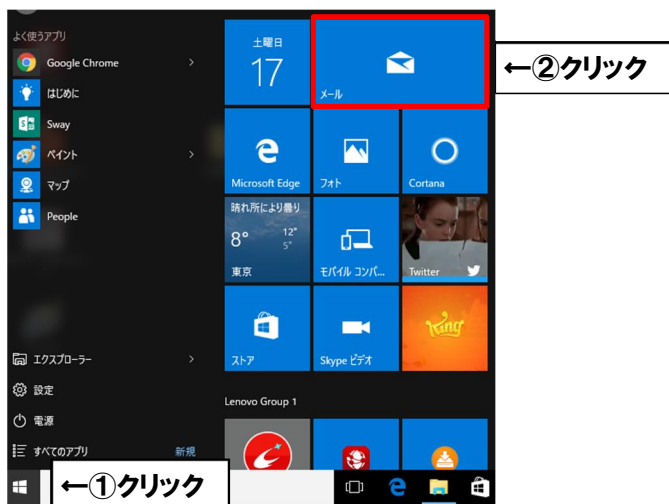 よく使うアプリ
Google Chrome
はじめに
Sway
ペイント
マップ
People
エクスプローラー
設定
電源
すべてのアプリ 新規
土曜日
17
メール
←②クリック
Microsoft Edge
フォト
Cortana
晴れ所により曇り
8° 12°
5°
東京
モバイル コンパ...
Twitter
ストア
Skype ビデオ
King
Lenovo Group 1
←①クリック